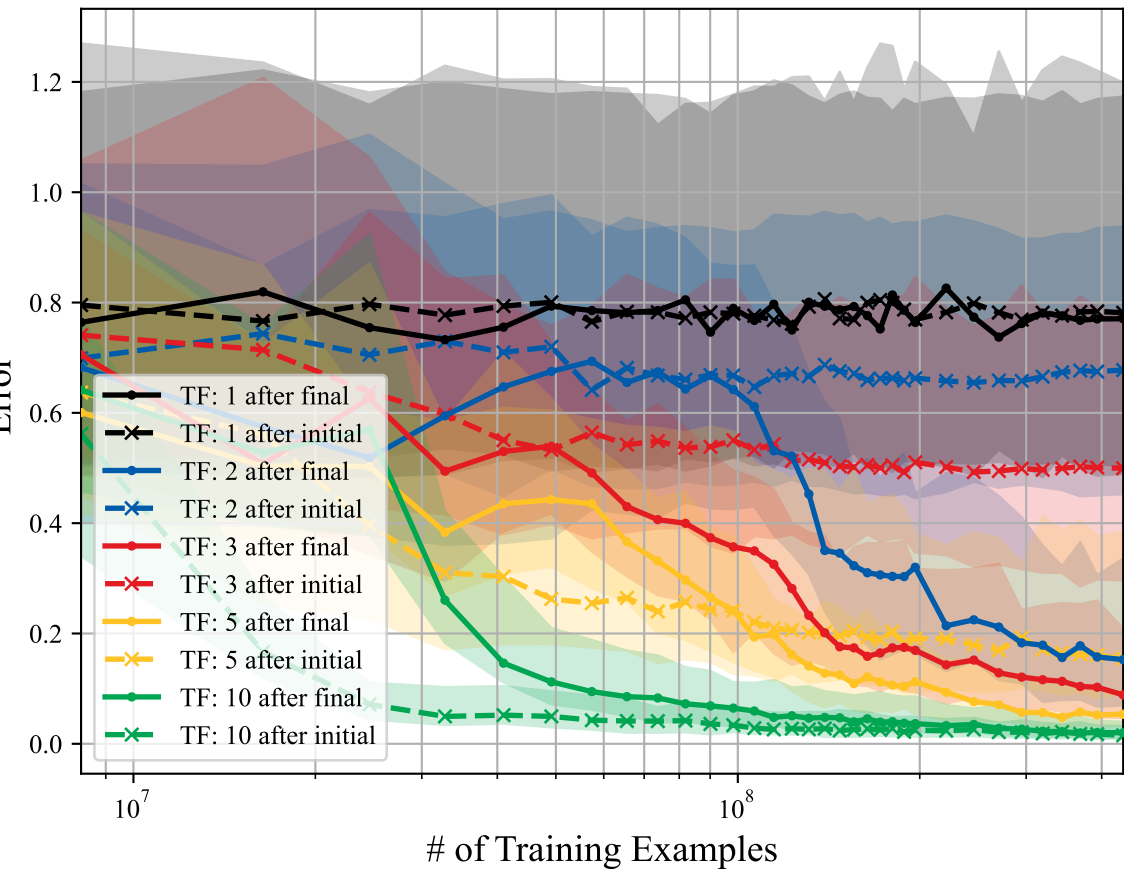 1.2
1.0
0.8
0.6
0.4
0.2
0.0
Error
TF: 1 after final
TF: 1 after initial
TF: 2 after final
TF: 2 after initial
TF: 3 after final
TF: 3 after initial
TF: 5 after final
TF: 5 after initial
TF: 10 after final
TF: 10 after initial
10⁷
10⁸
# of Training Examples